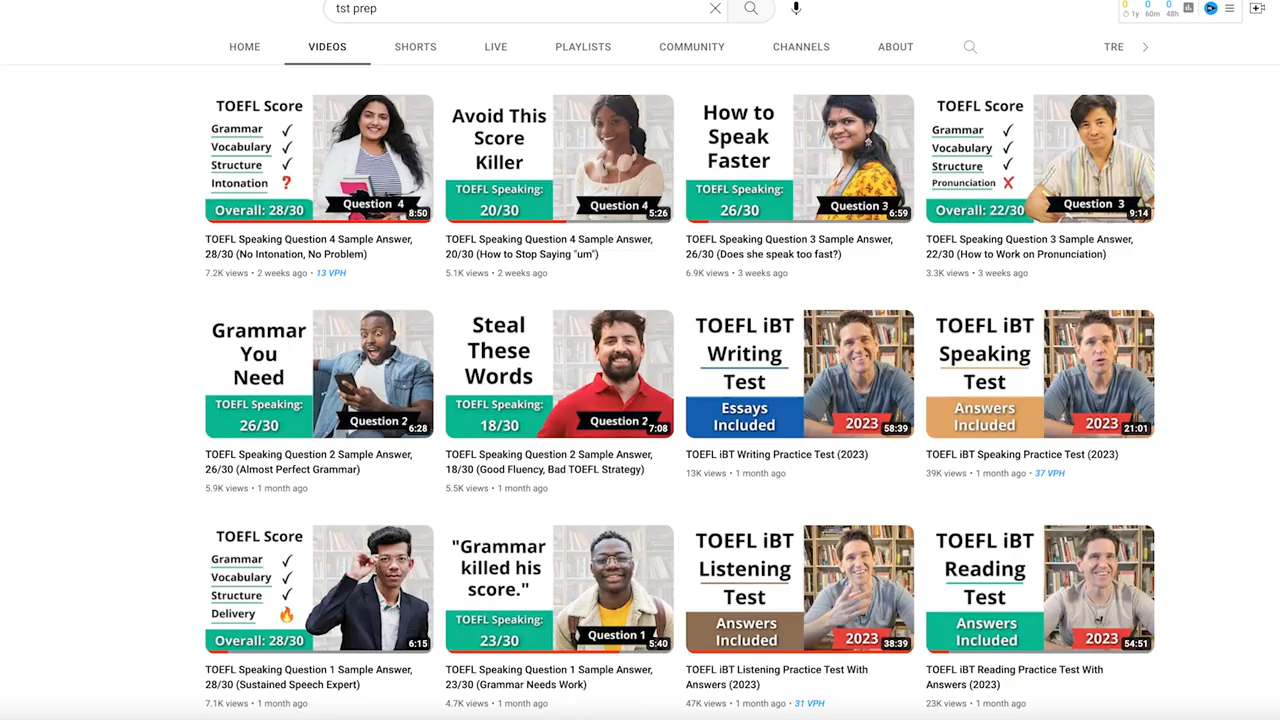 tst prep
0 0 0
1y 60m 48h
HOME VIDEOS SHORTS LIVE PLAYLISTS COMMUNITY CHANNELS ABOUT TRE
TOEFL Score
Grammar ✓
Vocabulary ✓
Structure ✓
Intonation ❓
Overall: 28/30
Question 4
8:50
TOEFL Speaking Question 4 Sample Answer,
28/30 (No Intonation, No Problem)
7.2K views • 2 weeks ago • 13 VPH
Avoid This
Score
Killer
TOEFL Speaking:
20/30
Question 4
5:26
TOEFL Speaking Question 4 Sample Answer,
20/30 (How to Stop Saying "um")
5.1K views • 2 weeks ago
How to
Speak
Faster
TOEFL Speaking:
26/30
Question 3
6:59
TOEFL Speaking Question 3 Sample Answer,
26/30 (Does she speak too fast?)
6.9K views • 3 weeks ago
TOEFL Score
Grammar ✓
Vocabulary ✓
Structure ✓
Pronunciation ❌
Overall: 22/30
Question 3
9:14
TOEFL Speaking Question 3 Sample Answer,
22/30 (How to Work on Pronunciation)
3.3K views • 3 weeks ago
Grammar
You
Need
TOEFL Speaking:
26/30
Question 2
6:28
TOEFL Speaking Question 2 Sample Answer,
26/30 (Almost Perfect Grammar)
5.9K views • 1 month ago
Steal
These
Words
TOEFL Speaking:
18/30
Question 2
7:08
TOEFL Speaking Question 2 Sample Answer,
18/30 (Good Fluency, Bad TOEFL Strategy)
5.5K views • 1 month ago
TOEFL iBT
Writing
Test
Essays
Included
2023
58:39
TOEFL iBT Writing Practice Test (2023)
13K views • 1 month ago
TOEFL iBT
Speaking
Test
Answers
Included
2023
21:01
TOEFL iBT Speaking Practice Test (2023)
39K views • 1 month ago • 37 VPH
TOEFL Score
Grammar ✓
Vocabulary ✓
Structure ✓
Delivery 🔥
Overall: 28/30
6:15
TOEFL Speaking Question 1 Sample Answer,
28/30 (Sustained Speech Expert)
7.1K views • 1 month ago
"Grammar
killed his
score."
TOEFL Speaking:
23/30
Question 1
5:40
TOEFL Speaking Question 1 Sample Answer,
23/30 (Grammar Needs Work)
4.7K views • 1 month ago
TOEFL iBT
Listening
Test
Answers
Included
2023
38:39
TOEFL iBT Listening Practice Test With
Answers (2023)
47K views • 1 month ago • 31 VPH
TOEFL iBT
Reading
Test
Answers
Included
2023
54:51
TOEFL iBT Reading Practice Test With
Answers (2023)
23K views • 1 month ago